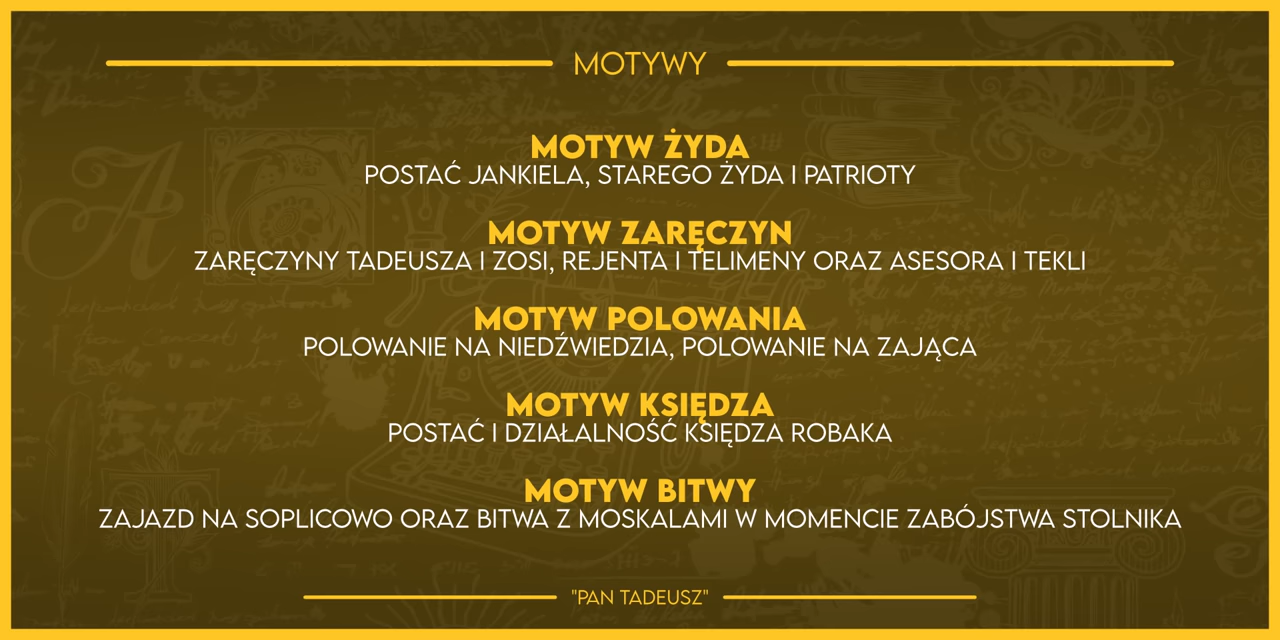 MOTYWY
MOTYW ŻYDA
POSTAĆ JANKIELA, STAREGO ŻYDA I PATRIOTY
MOTYW ZARĘCZYN
ZARĘCZYNY TADEUSZA I ZOSI, REJENTA I TELIMENY ORAZ ASESORA I TEKLI
MOTYW POLOWANIA
POLOWANIE NA NIEDŹWIEDZIA, POLOWANIE NA ZAJĄCA
MOTYW KSIĘDZA
POSTAĆ I DZIAŁALNOŚĆ KSIĘDZA ROBAKA
MOTYW BITWY
ZAJAZD NA SOPLICOWO ORAZ BITWA Z MOSKALAMI W MOMENCIE ZABÓJSTWA STOLNIKA
"PAN TADEUSZ"